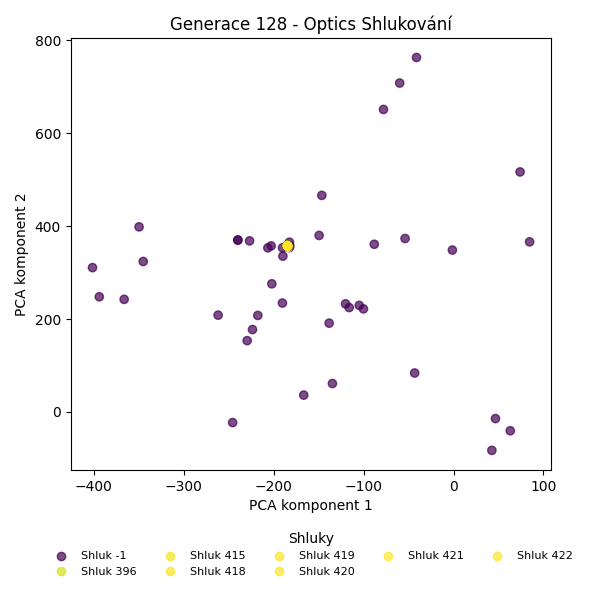 Generace 128 - Optics Shlukování
800
600
400
200
0
PCA komponent 2
−400 −300 −200 −100 0 100
PCA komponent 1
Shluky
Shluk -1 Shluk 415 Shluk 419 Shluk 421 Shluk 422
Shluk 396 Shluk 418 Shluk 420